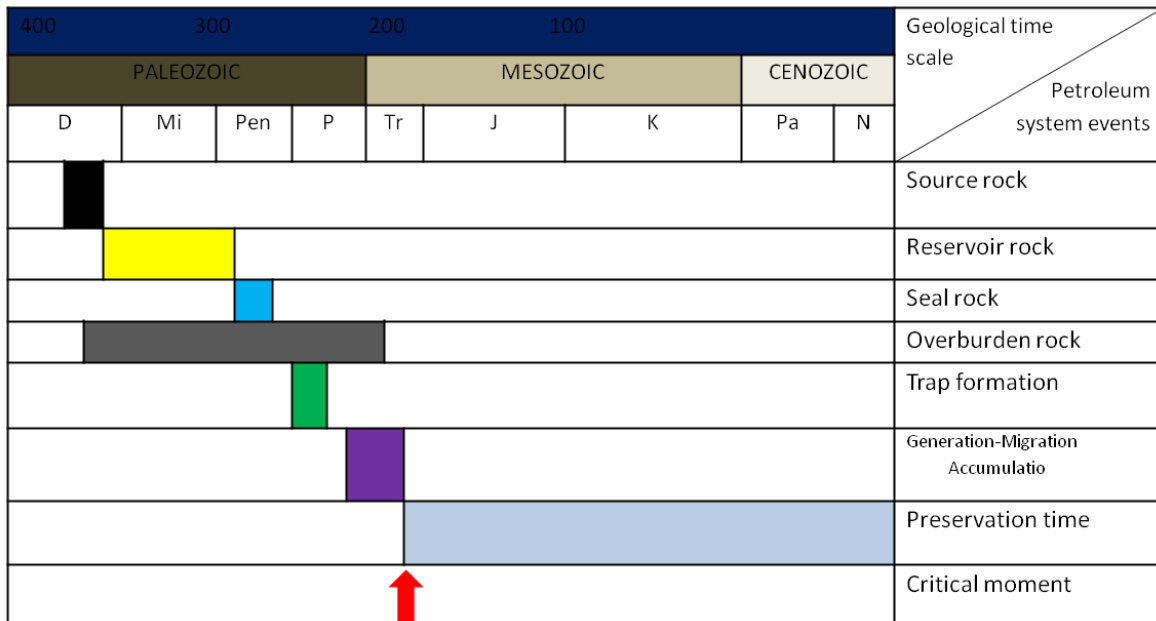 400 300 200 100
Geological time
scale
Petroleum
system events
PALEOZOIC MESOZOIC CENOZOIC
D Mi Pen P Tr J K Pa N
Source rock
Reservoir rock
Seal rock
Overburden rock
Trap formation
Generation-Migration
Accumulatio
Preservation time
Critical moment